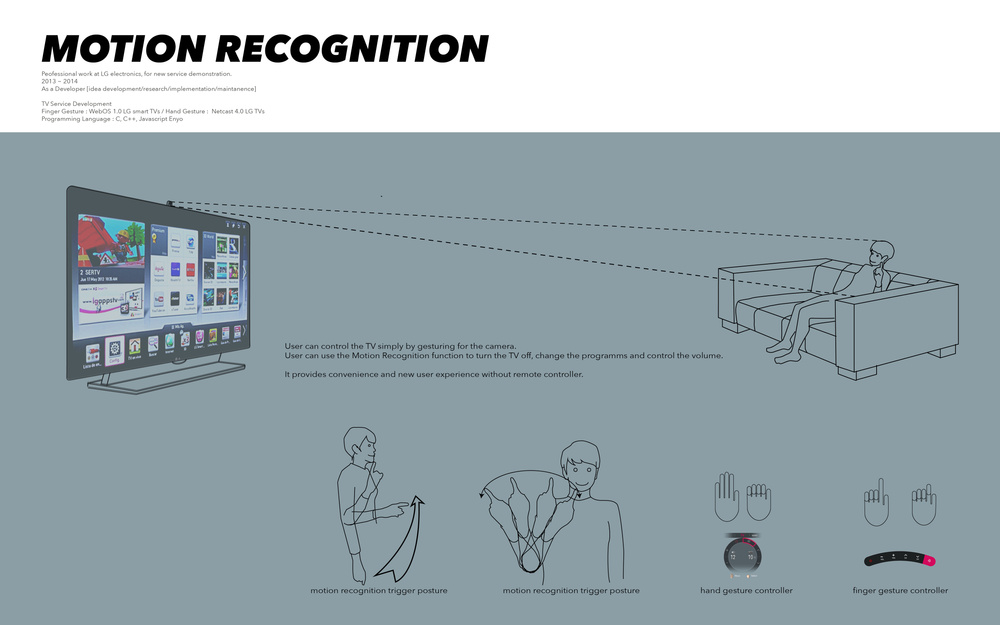 MOTION RECOGNITION
Peofessional work at LG electronics, for new service demonstration.
2013 – 2014
As a Developer [idea development/research/implementation/maintanence]
TV Service Development
Finger Gesture : WebOS 1.0 LG smart TVs / Hand Gesture : Netcast 4.0 LG TVs
Programming Language : C, C++, Javascript Enyo
Premium
2 SERTV
www.igoppstv
User can control the TV simply by gesturing for the camera.
User can use the Motion Recognition function to turn the TV off, change the programms and control the volume.
It provides convenience and new user experience without remote controller.
motion recognition trigger posture
motion recognition trigger posture
hand gesture controller
finger gesture controller